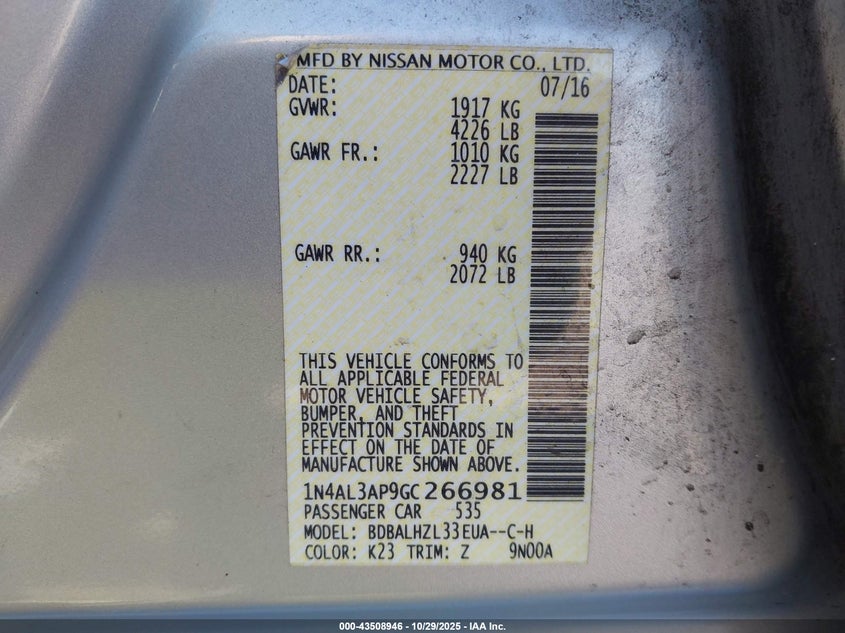 MFD BY NISSAN MOTOR CO., LTD.
DATE: 07/16
GVWR: 1917 KG
4226 LB
GAWR FR.: 1010 KG
2227 LB
GAWR RR.: 940 KG
2072 LB
THIS VEHICLE CONFORMS TO
ALL APPLICABLE FEDERAL
MOTOR VEHICLE SAFETY,
BUMPER, AND THEFT
PREVENTION STANDARDS IN
EFFECT ON THE DATE OF
MANUFACTURE SHOWN ABOVE.
1N4AL3AP9GC266981
PASSENGER CAR 535
MODEL: BDBALHZL33EUA--C-H
COLOR: K23 TRIM: Z 9N00A
000-43508946 - 10/29/2025 - IAA Inc.